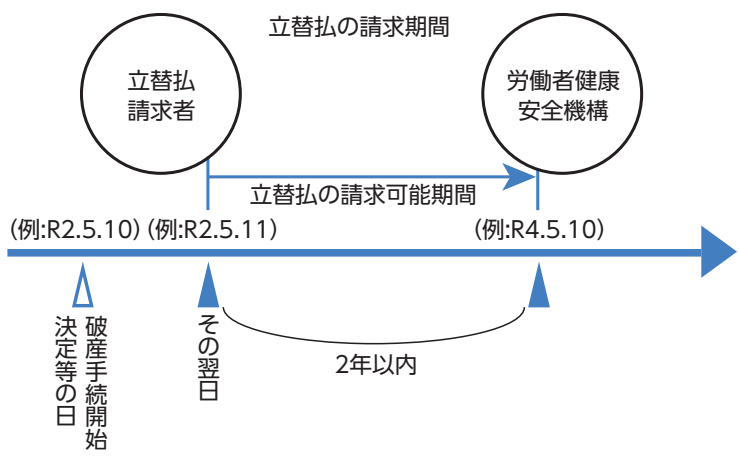 立替払の請求期間
立替払
請求者
労働者健康
安全機構
立替払の請求可能期間
(例:R2.5.10)
(例:R2.5.11)
(例:R4.5.10)
破産手続開始
決定等の日
その翌日
2年以内